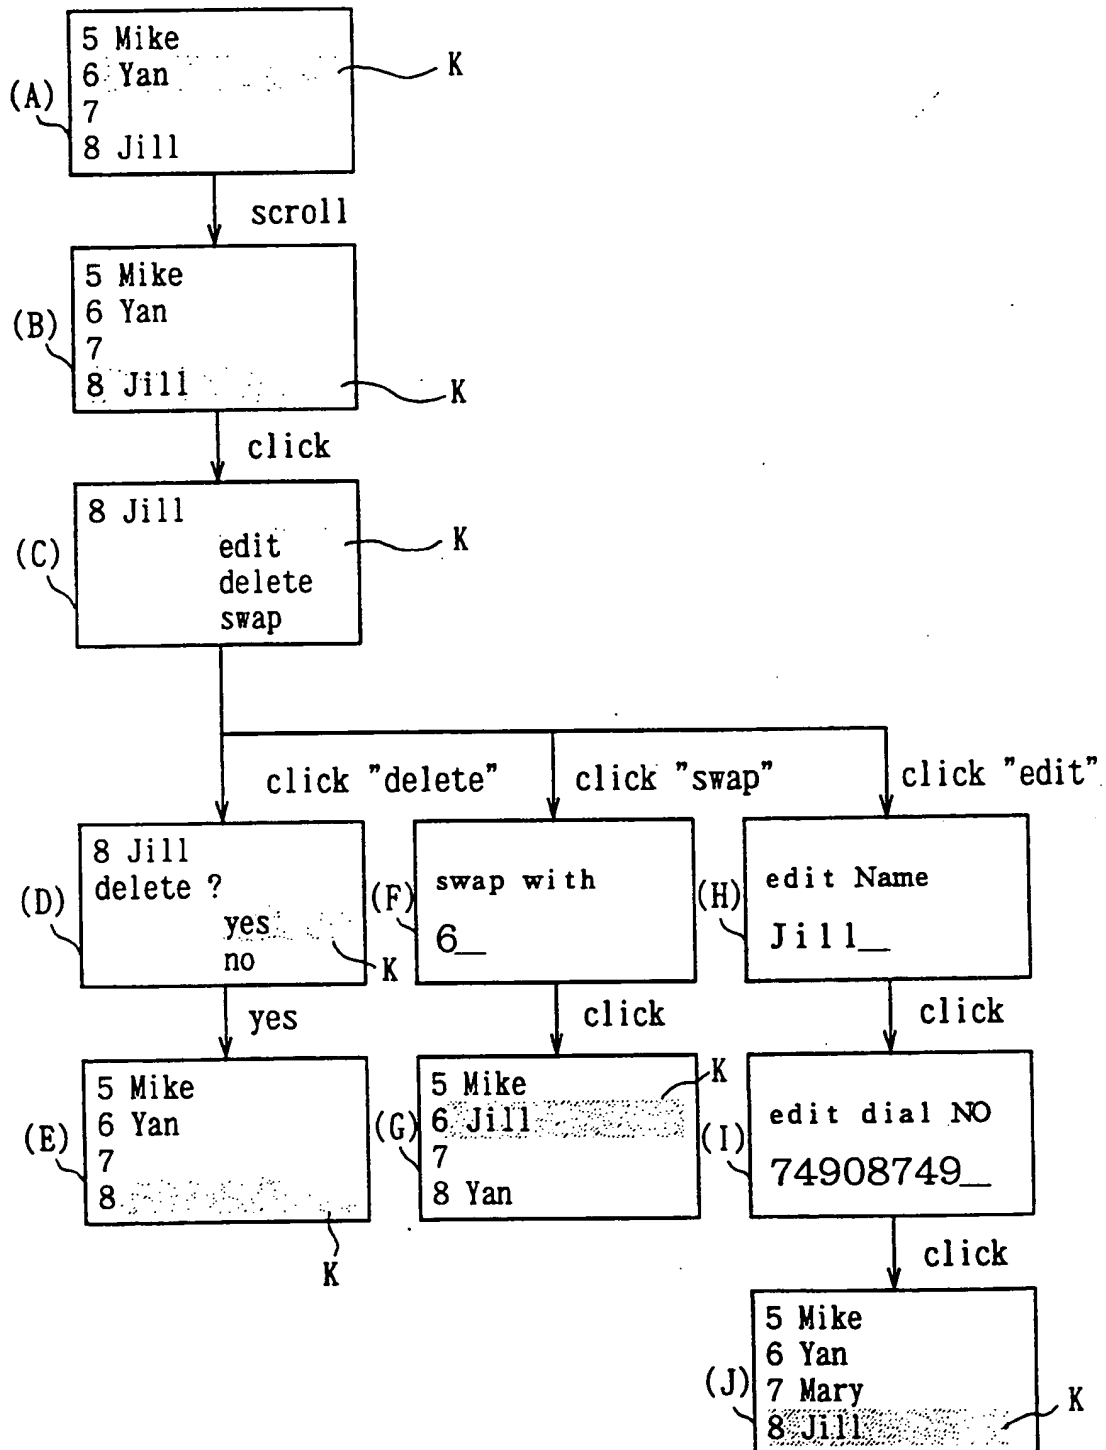 5 Mike
6 Yan
7
8 Jill
(A)
K
scroll
5 Mike
6 Yan
7
8 Jill
(B)
K
click
8 Jill
edit
delete
swap
(C)
K
click "delete"
click "swap"
click "edit"
8 Jill
delete ?
yes
no
(D)
K
swap with
6_
(F)
edit Name
Jill_
(H)
yes
click
click
5 Mike
6 Yan
7
8
(E)
K
5 Mike
6 Jill
7
8 Yan
(G)
K
edit dial NO
74908749_
(I)
click
5 Mike
6 Yan
7 Mary
8 Jill
(J)
K